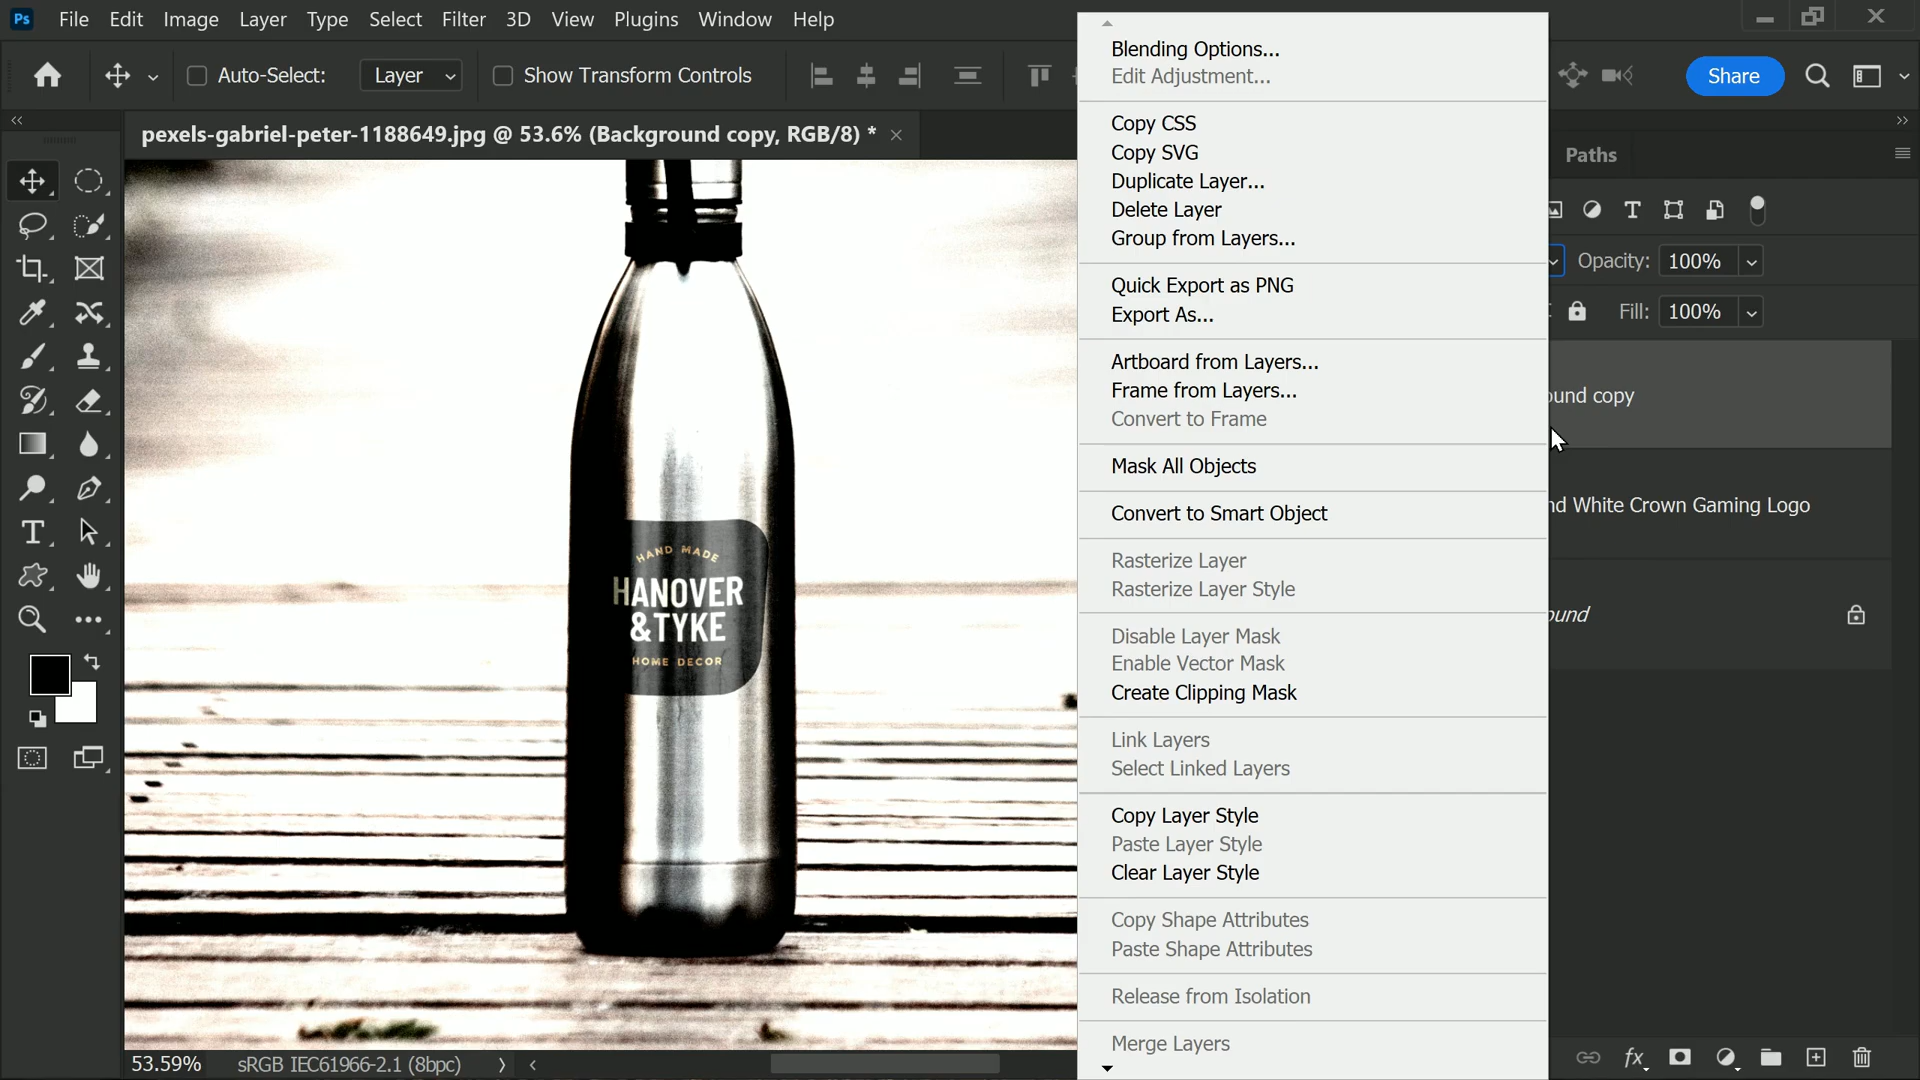 Ps File Edit Image Layer Type Select Filter 3D View Plugins Window Help
Auto-Select: Layer Show Transform Controls Share
pexels-gabriel-peter-1188649.jpg @ 53.6% (Background copy, RGB/8) * ×
HAND MADE
HANOVER
&TYKE
HOME DECOR
53.59% sRGB IEC61966-2.1 (8bpc)
Blending Options...
Edit Adjustment...
Copy CSS
Copy SVG
Duplicate Layer...
Delete Layer
Group from Layers...
Quick Export as PNG
Export As...
Artboard from Layers...
Frame from Layers...
Convert to Frame
Mask All Objects
Convert to Smart Object
Rasterize Layer
Rasterize Layer Style
Disable Layer Mask
Enable Vector Mask
Create Clipping Mask
Link Layers
Select Linked Layers
Copy Layer Style
Paste Layer Style
Clear Layer Style
Copy Shape Attributes
Paste Shape Attributes
Release from Isolation
Merge Layers
Paths
Opacity: 100%
Fill: 100%
ound copy
nd White Crown Gaming Logo
ound
fx